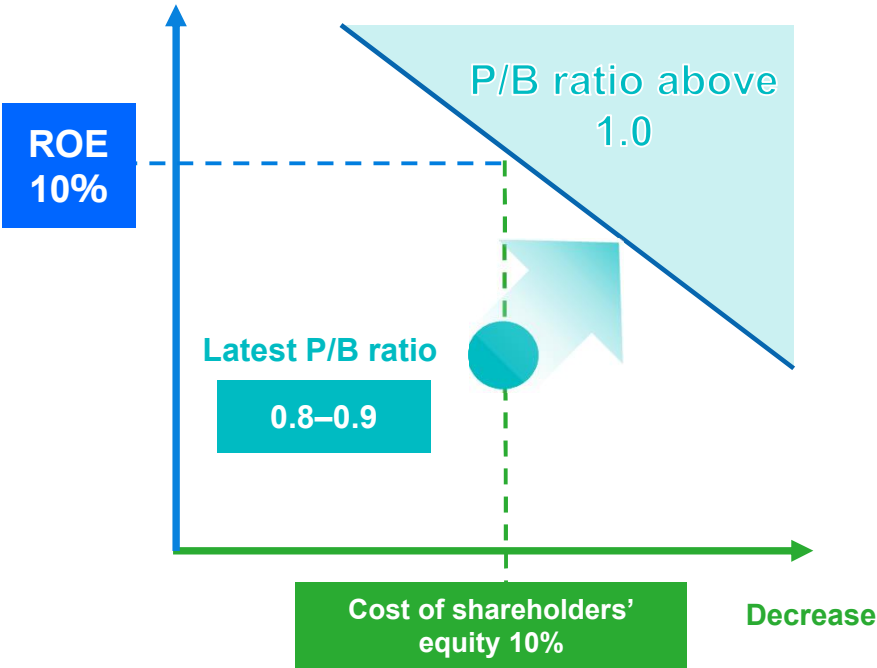 P/B ratio above
1.0
ROE
10%
Latest P/B ratio
0.8–0.9
Cost of shareholders’
equity 10%
Decrease